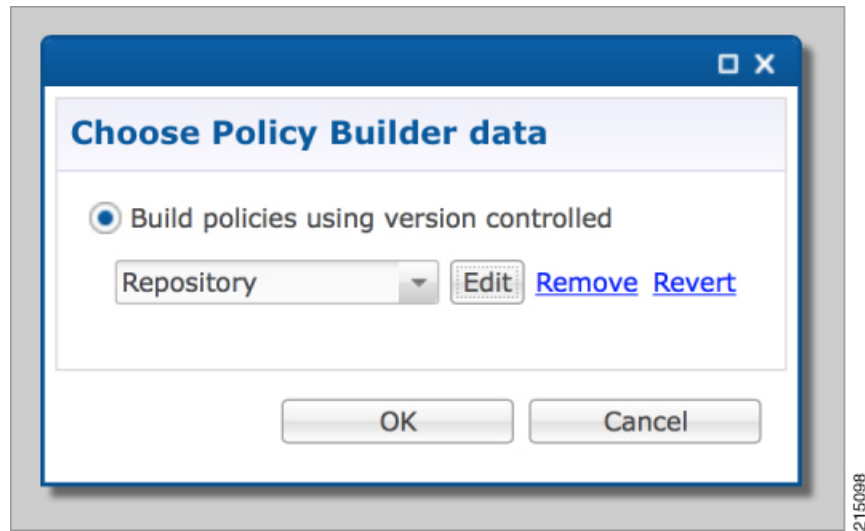 Choose Policy Builder data
Build policies using version controlled
Repository Edit Remove Revert
OK Cancel
215098